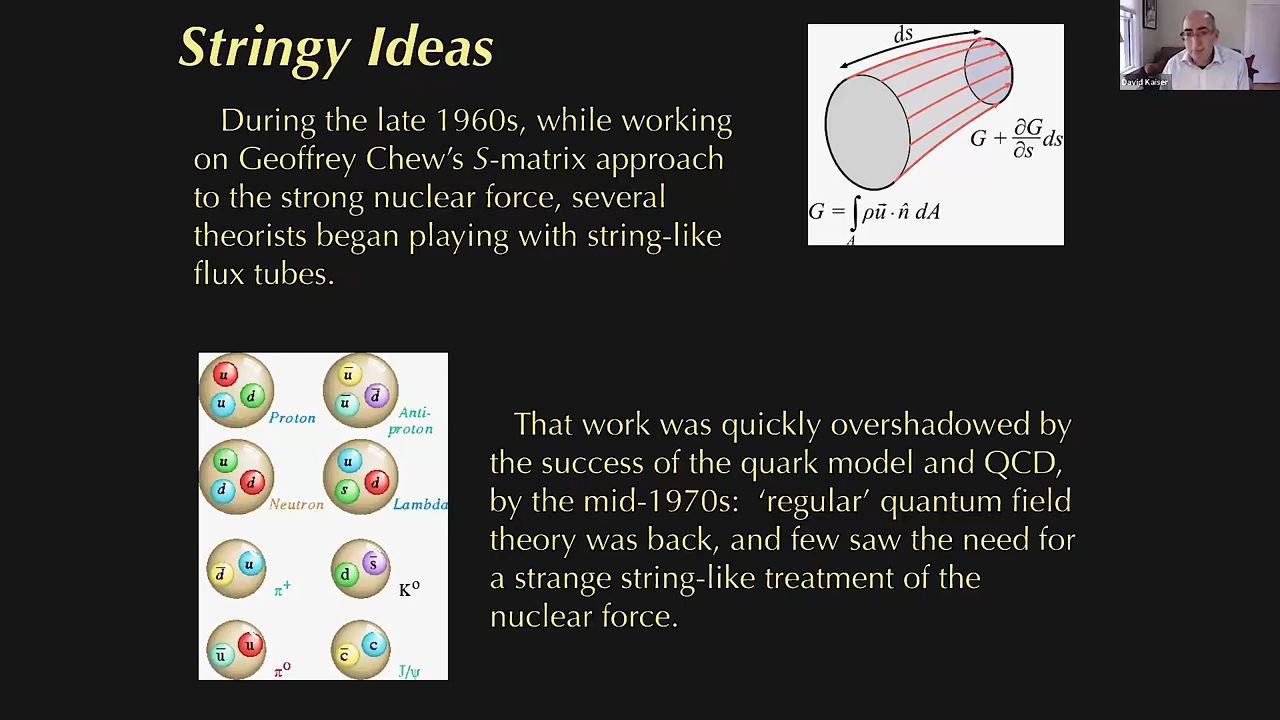 Stringy Ideas
During the late 1960s, while working
on Geoffrey Chew's S-matrix approach
to the strong nuclear force, several
theorists began playing with string-like
flux tubes.
ds
G + ∂G/∂s ds
G = ∫ ρū · n̂ dA
A
David Kaiser
u
u d
Proton
ū
ū d̄
Anti-
proton
u
d d
Neutron
u
s d
Lambda
d̄ u
π⁺
d s̄
K⁰
ū u
π⁰
c̄ c
J/ψ
That work was quickly overshadowed by
the success of the quark model and QCD,
by the mid-1970s: ‘regular’ quantum field
theory was back, and few saw the need for
a strange string-like treatment of the
nuclear force.